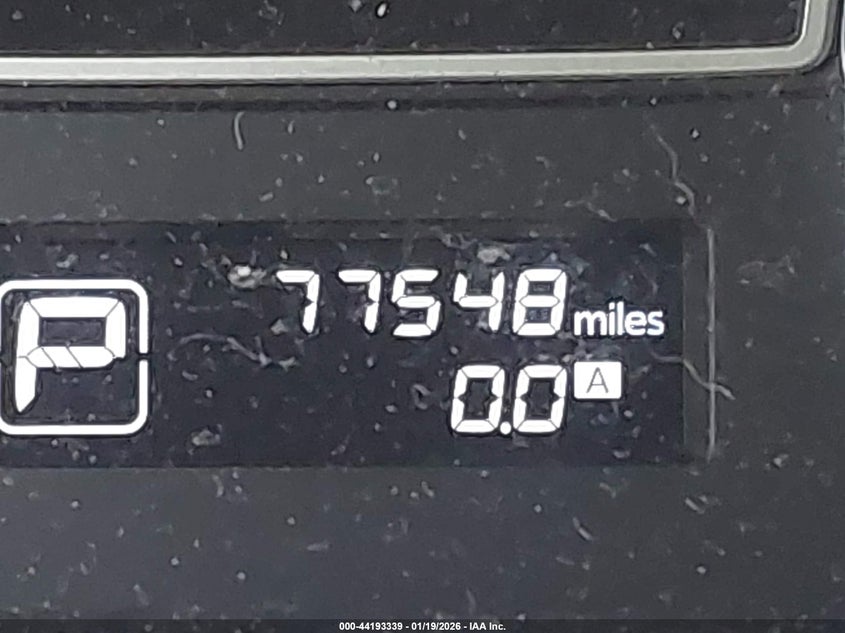 77548 miles
P
0.0 A
000-44193339 - 01/19/2026 - IAA Inc.